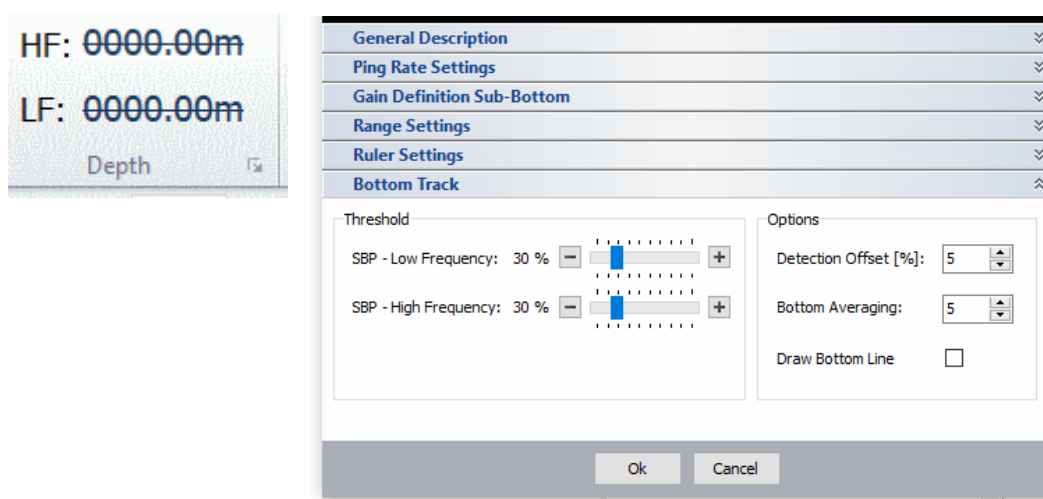 HF: 0000.00m
LF: 0000.00m
Depth
General Description
Ping Rate Settings
Gain Definition Sub-Bottom
Range Settings
Ruler Settings
Bottom Track
Threshold
SBP - Low Frequency: 30 %
SBP - High Frequency: 30 %
Options
Detection Offset [%]: 5
Bottom Averaging: 5
Draw Bottom Line
Ok Cancel